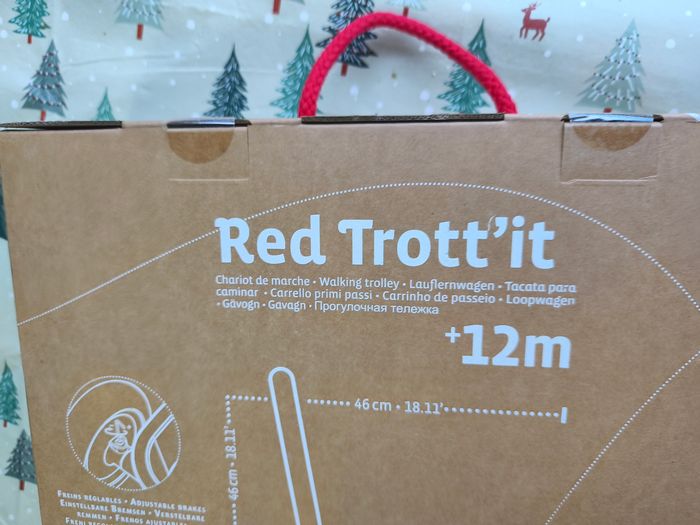 Red Trott'it
Chariot de marche • Walking trolley • Lauflernwagen • Tacata para
caminar • Carrello primi passi • Carrinho de passeio • Loopwagen
• Gåvogn • Gåvagn • Прогулочная тележка
+12m
46 cm • 18.11'
46 cm • 18.11'
Freins réglables • Adjustable brakes
Einstellbare Bremsen • Verstelbare
remmen • Frenos ajustables
Freni